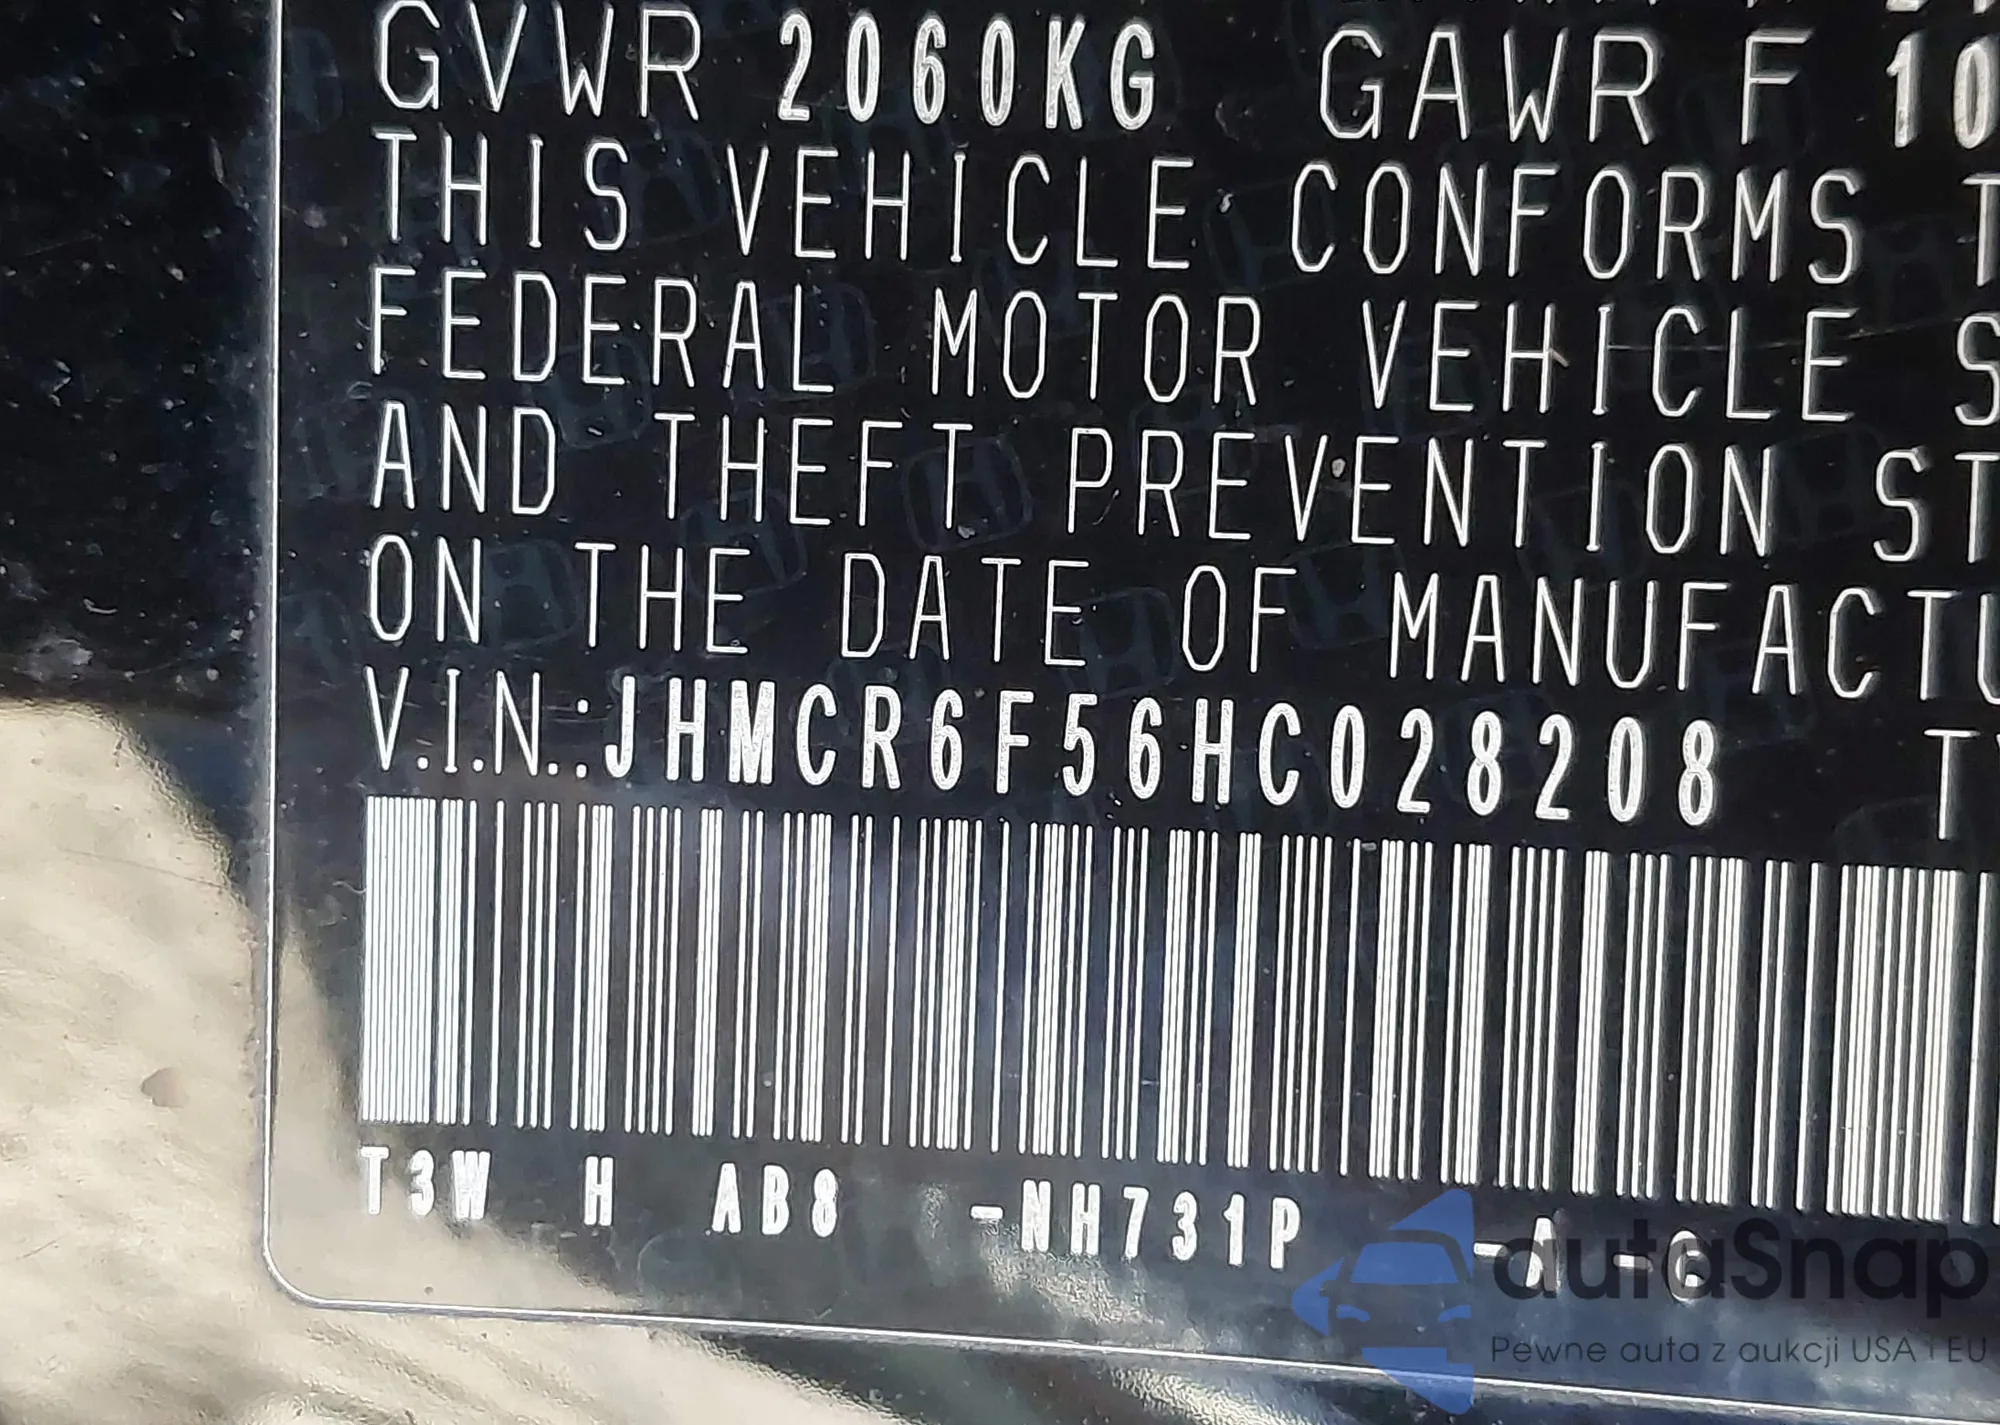 GVWR 2060KG GAWR F 10
THIS VEHICLE CONFORMS T
FEDERAL MOTOR VEHICLE S
AND THEFT PREVENTION ST
ON THE DATE OF MANUFACTU
V.I.N.:JHMCR6F56HC028208 TY
T3W H AB8 -NH731P -A -C
autoSnap
Pewne auta z aukcji USA i EU